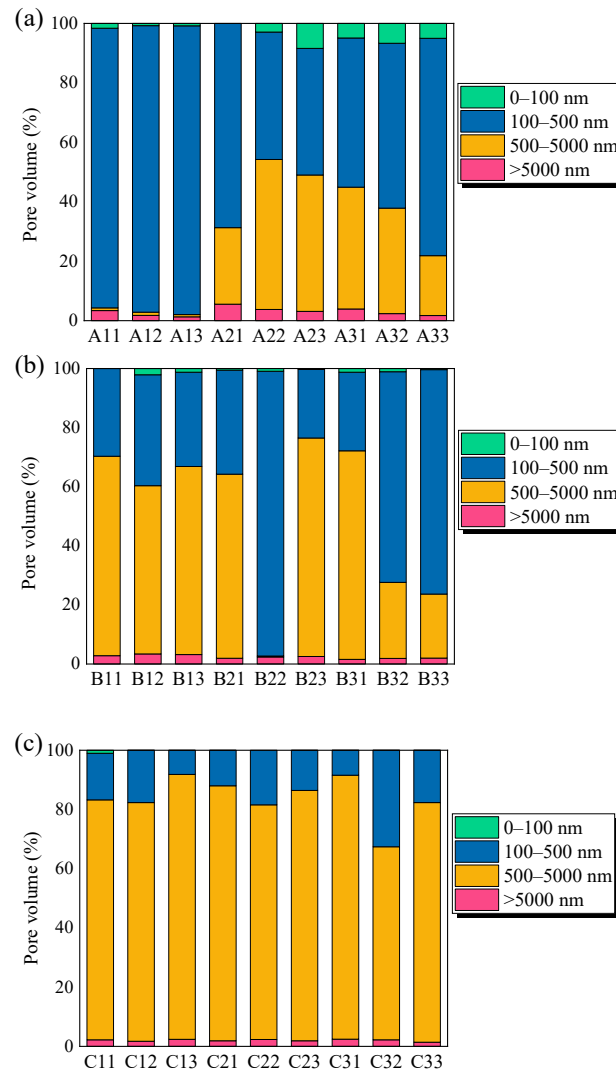 (a)
100
80
60
40
20
0
Pore volume (%)
A11 A12 A13 A21 A22 A23 A31 A32 A33
0–100 nm
100–500 nm
500–5000 nm
>5000 nm
(b)
100
80
60
40
20
0
Pore volume (%)
B11 B12 B13 B21 B22 B23 B31 B32 B33
0–100 nm
100–500 nm
500–5000 nm
>5000 nm
(c)
100
80
60
40
20
0
Pore volume (%)
C11 C12 C13 C21 C22 C23 C31 C32 C33
0–100 nm
100–500 nm
500–5000 nm
>5000 nm